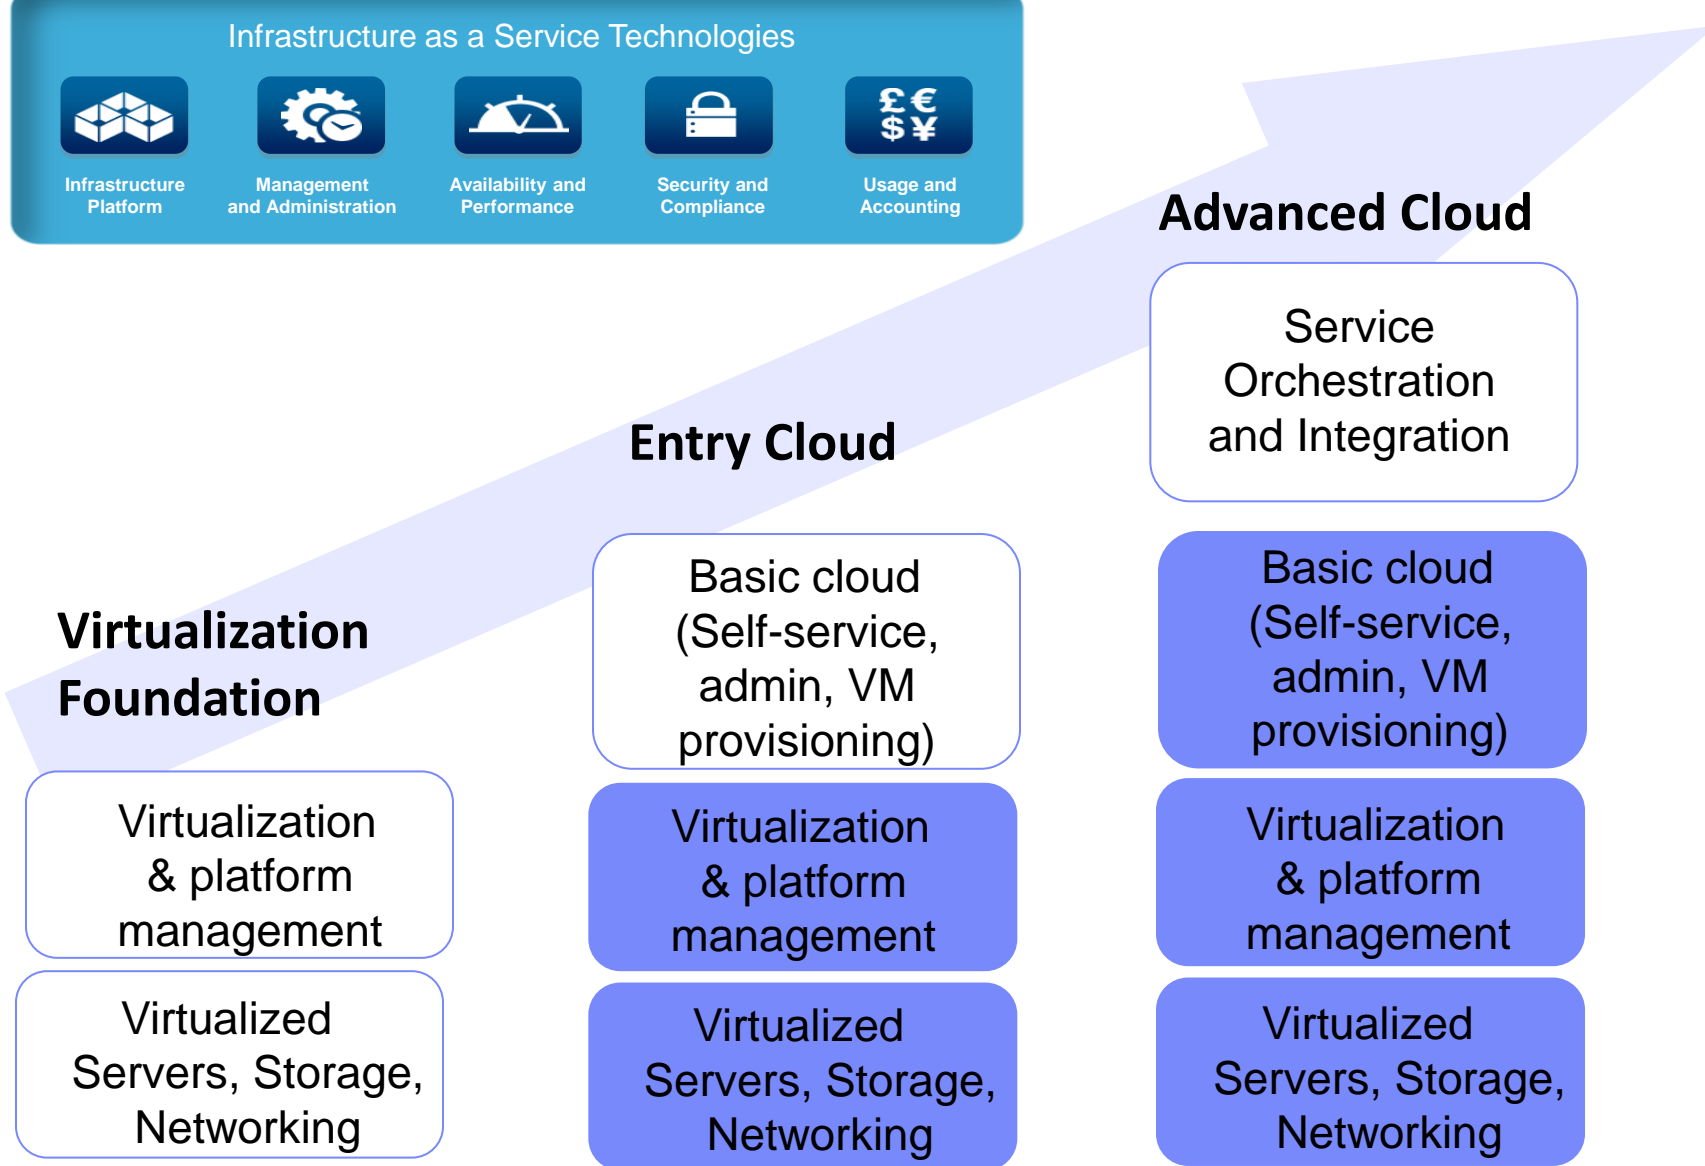 Infrastructure as a Service Technologies
Infrastructure
Platform
Management
and Administration
Availability and
Performance
Security and
Compliance
£€
$¥
Usage and
Accounting
Advanced Cloud
Service
Orchestration
and Integration
Basic cloud
(Self-service,
admin, VM
provisioning)
Virtualization
& platform
management
Virtualized
Servers, Storage,
Networking
Entry Cloud
Basic cloud
(Self-service,
admin, VM
provisioning)
Virtualization
& platform
management
Virtualized
Servers, Storage,
Networking
Virtualization
Foundation
Virtualization
& platform
management
Virtualized
Servers, Storage,
Networking